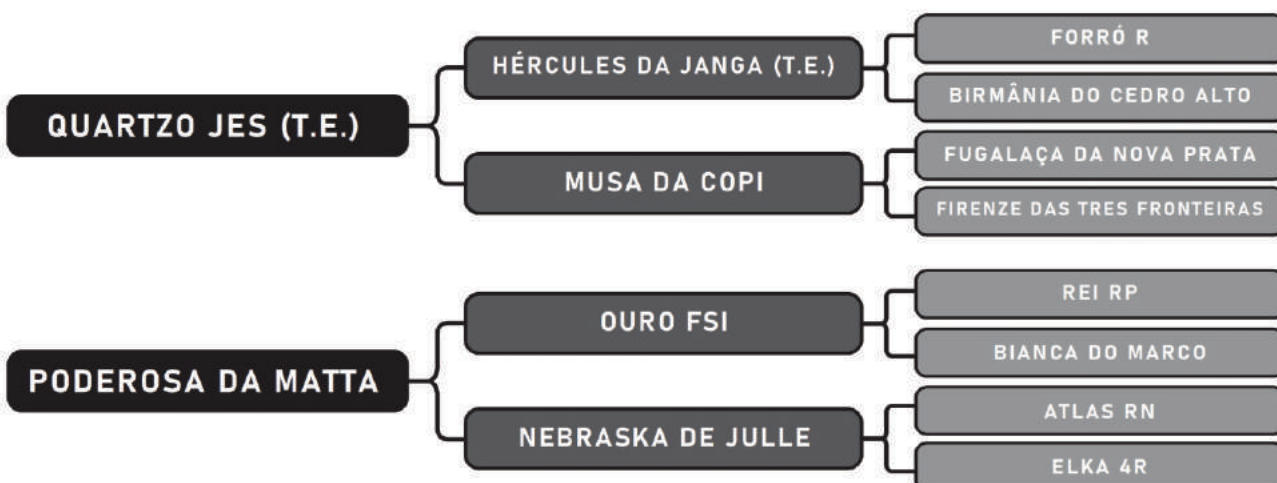 QUARTZO JES (T.E.)
HÉRCULES DA JANGA (T.E.)
FORRÓ R
BIRMÂNIA DO CEDRO ALTO
MUSA DA COPI
FUGALAÇA DA NOVA PRATA
FIRENZE DAS TRES FRONTEIRAS
PODEROSA DA MATTA
OURO FSI
REI RP
BIANCA DO MARCO
NEBRASKA DE JULLE
ATLAS RN
ELKA 4R